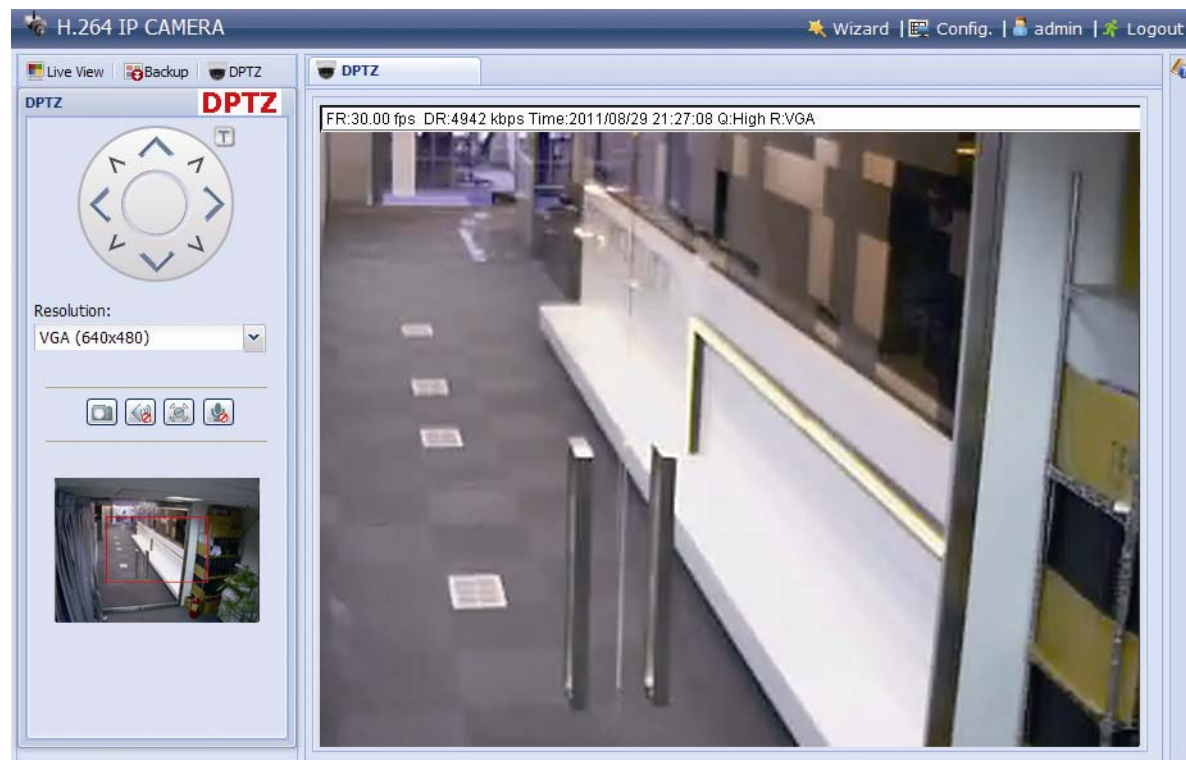 H.264 IP CAMERA
Wizard | Config. | admin | Logout
Live View | Backup | DPTZ
DPTZ
DPTZ DPTZ
T
FR:30.00 fps DR:4942 kbps Time:2011/08/29 21:27:08 Q:High R:VGA
Resolution:
VGA (640x480)